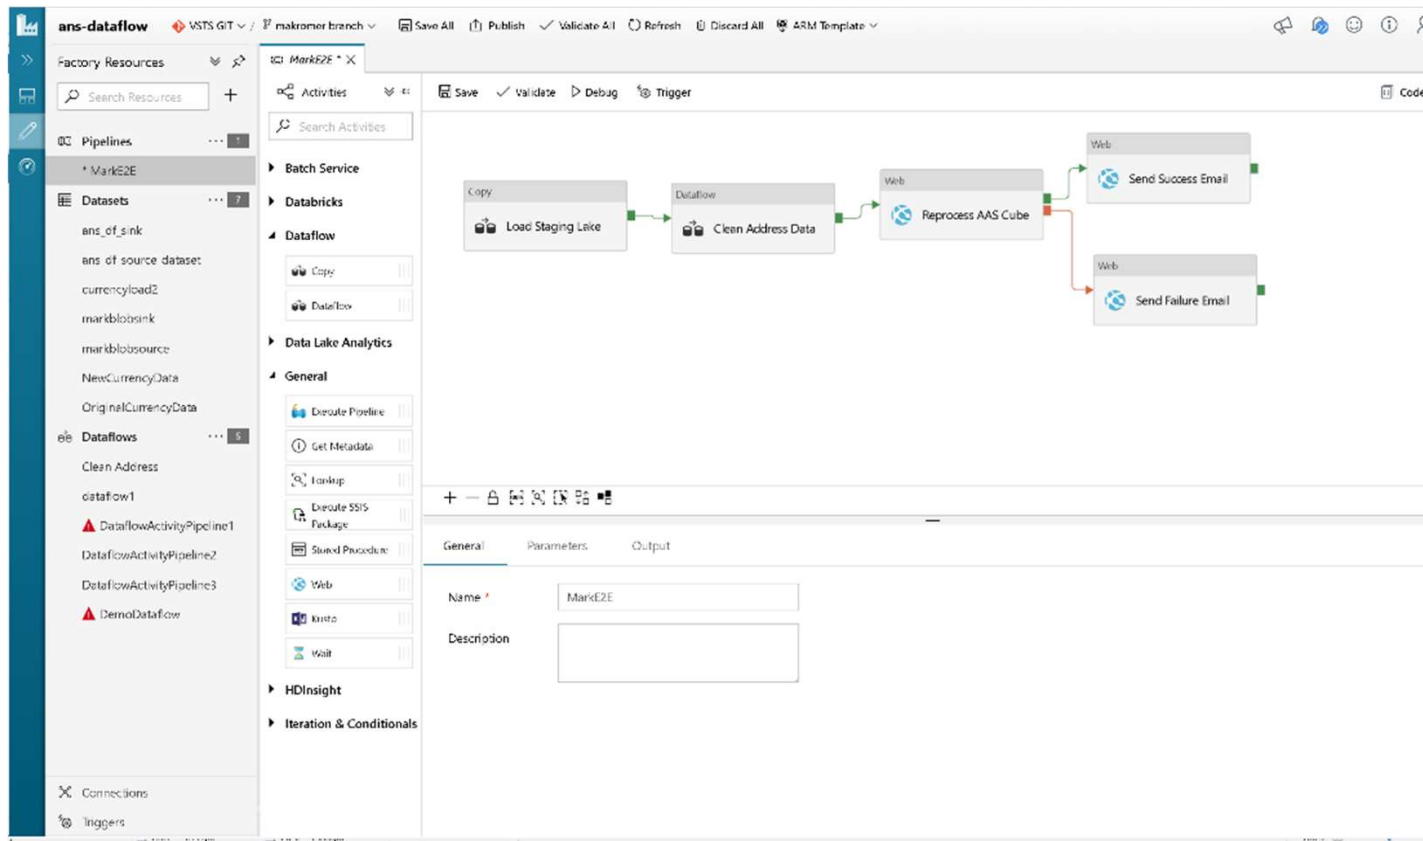 ans-dataflow VSTS GIT / makromer branch Save All Publish Validate All Refresh Discard All ARM Template
Factory Resources
Search Resources
Pipelines 1
* MarkE2E
Datasets 7
ans_df_sink
ans_df_source_dataset
currencyload2
markblobsink
markblobsource
NewCurrencyData
OriginalCurrencyData
Dataflows 5
Clean Address
dataflow1
DataflowActivityPipeline1
DataflowActivityPipeline2
DataflowActivityPipeline3
DemoDataflow
Connections
Triggers
MarkE2E *
Activities
Search Activities
Batch Service
Databricks
Dataflow
Copy
Dataflow
Data Lake Analytics
General
Execute Pipeline
Get Metadata
Lookup
Execute SSIS
Package
Stored Procedure
Web
Kusto
Wait
HDInsight
Iteration & Conditionals
Save Validate Debug Trigger Code
Copy
Load Staging Lake
Dataflow
Clean Address Data
Web
Reprocess AAS Cube
Web
Send Success Email
Web
Send Failure Email
General Parameters Output
Name * MarkE2E
Description